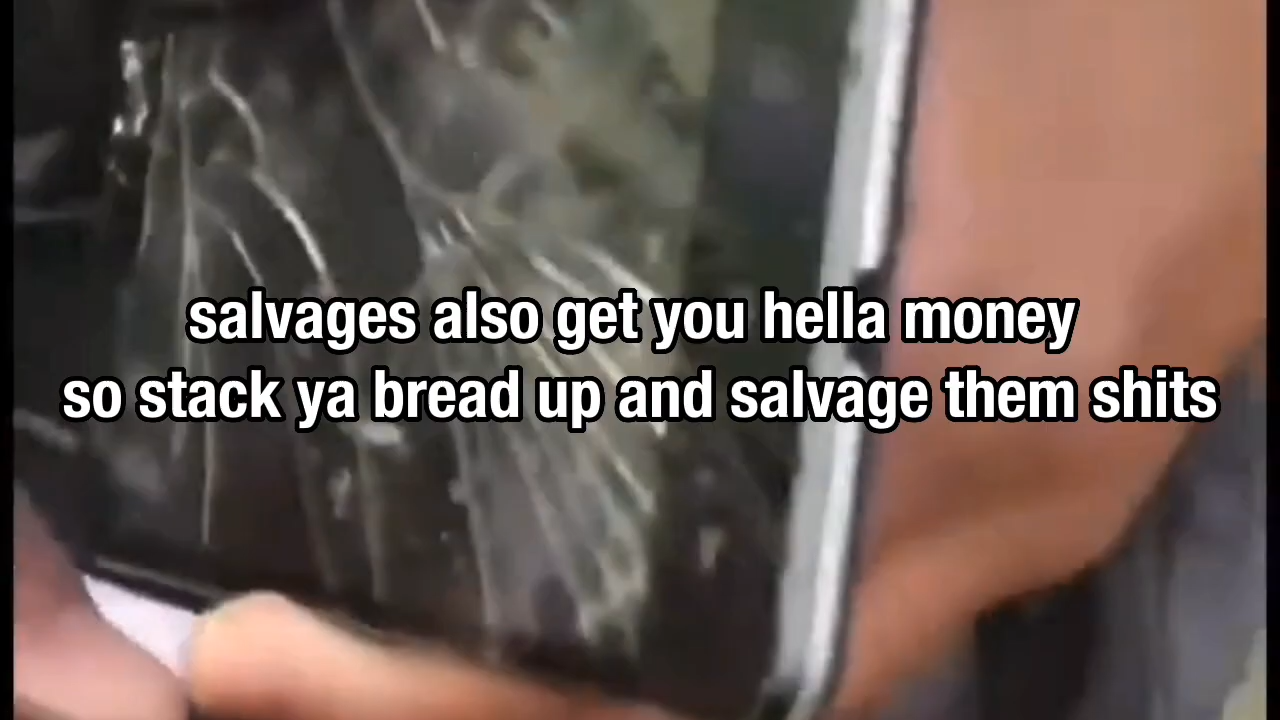 salvages also get you hella money
so stack ya bread up and salvage them shits